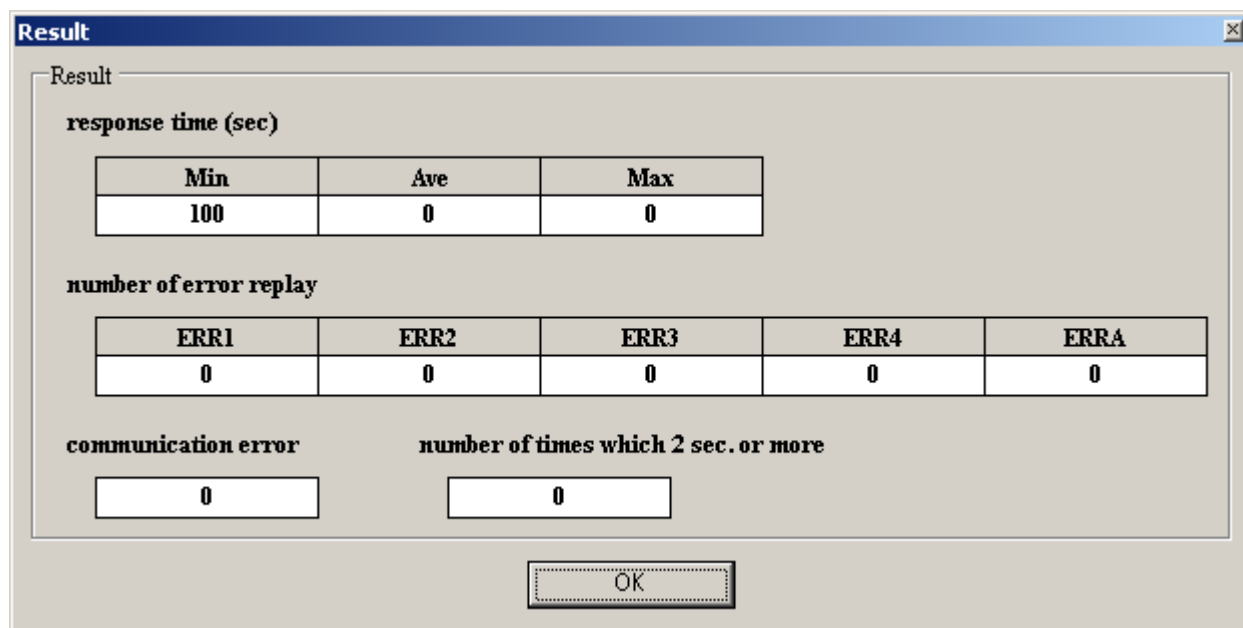 Result
Result
response time (sec)
Min Ave Max
100 0 0
number of error replay
ERR1 ERR2 ERR3 ERR4 ERRA
0 0 0 0 0
communication error number of times which 2 sec. or more
0 0
OK